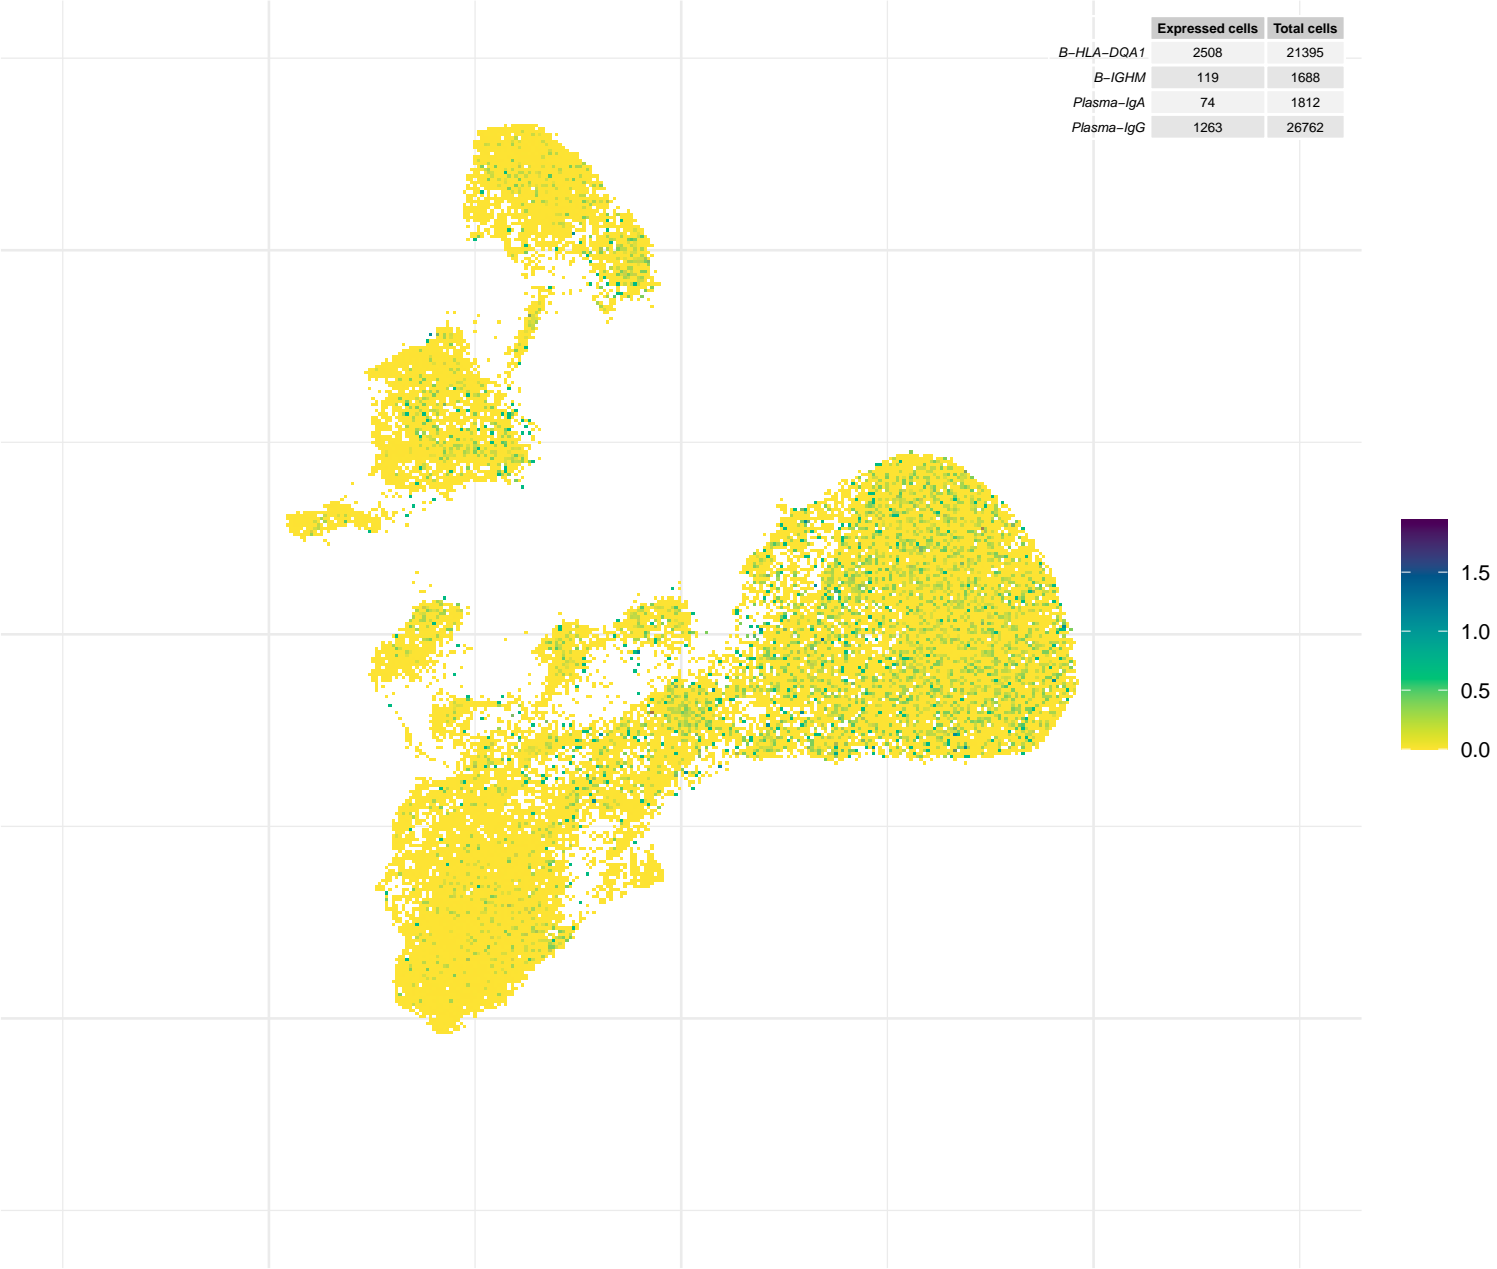 Expressed cells Total cells
B−HLA−DQA1 2508 21395
B−IGHM 119 1688
Plasma−IgA 74 1812
Plasma−IgG 1263 26762
1.5
1.0
0.5
0.0